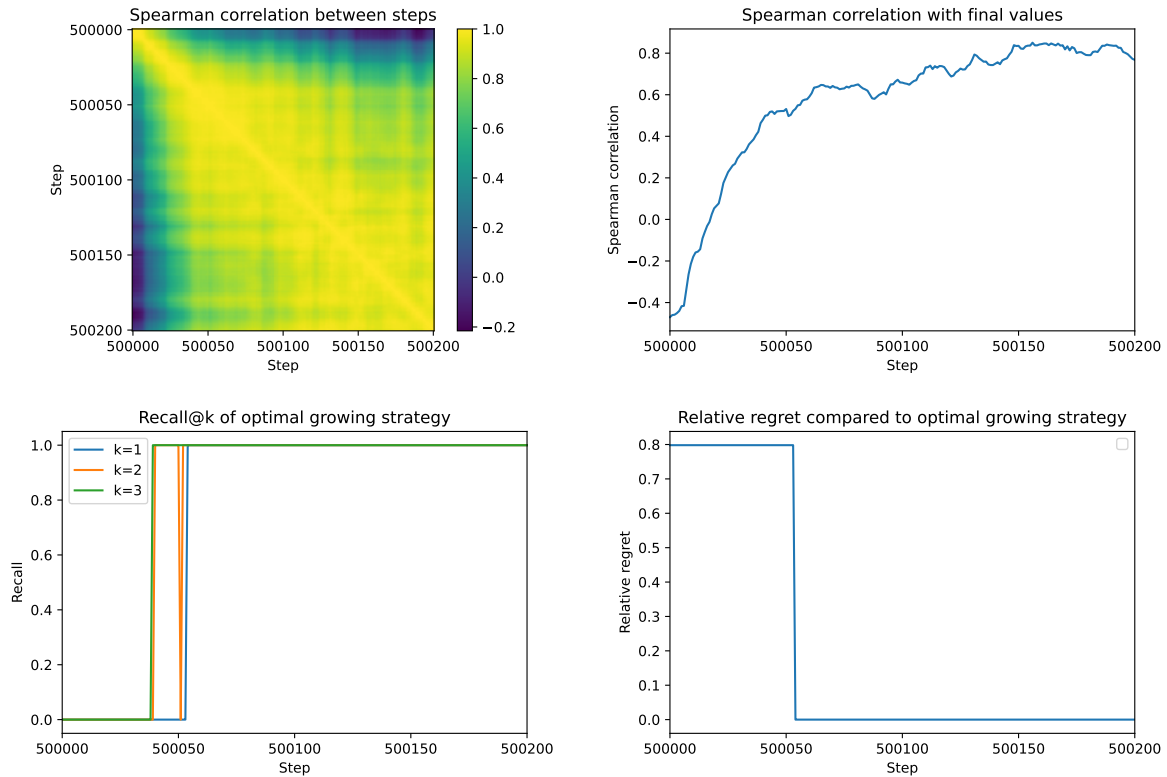 Spearman correlation between steps
500000
500050
500100
500150
500200
Step
500000 500050 500100 500150 500200
Step
1.0
0.8
0.6
0.4
0.2
0.0
−0.2
Spearman correlation with final values
0.8
0.6
0.4
0.2
0.0
−0.2
−0.4
Spearman correlation
500000 500050 500100 500150 500200
Step
Recall@k of optimal growing strategy
1.0
0.8
0.6
0.4
0.2
0.0
Recall
k=1
k=2
k=3
500000 500050 500100 500150 500200
Step
Relative regret compared to optimal growing strategy
0.8
0.7
0.6
0.5
0.4
0.3
0.2
0.1
0.0
Relative regret
500000 500050 500100 500150 500200
Step